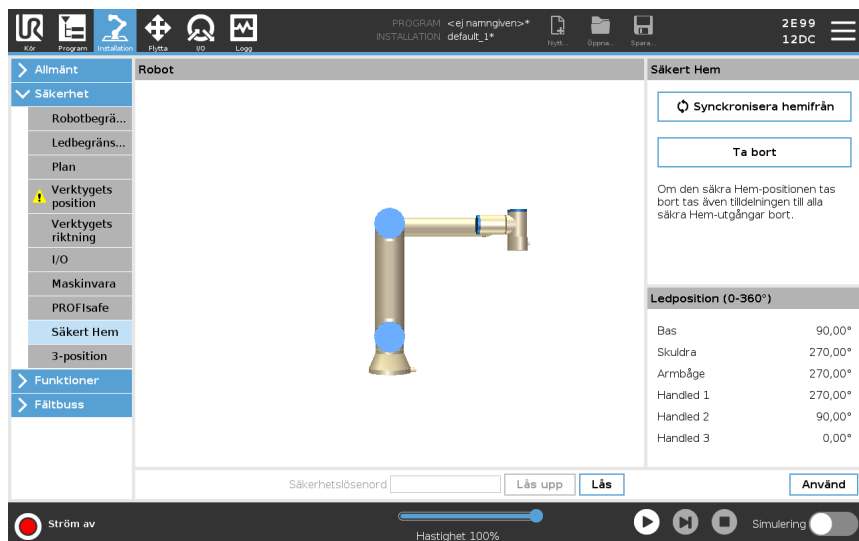 UR
Kör
Program
Installation
Flytta
I/O
Logg
PROGRAM <ej namngiven>*
INSTALLATION default_1*
Nytt...
Öppna...
Spara...
2E99
12DC
Allmänt
Säkerhet
Robotbegrä...
Ledbegräns...
Plan
Verktygets
position
Verktygets
riktning
I/O
Maskinvara
PROFIsafe
Säkert Hem
3-position
Funktioner
Fältbuss
Robot
Säkert Hem
Synckronisera hemifrån
Ta bort
Om den säkra Hem-positionen tas
bort tas även tilldelningen till alla
säkra Hem-utgångar bort.
Ledposition (0-360°)
Bas 90,00°
Skuldra 270,00°
Armbåge 270,00°
Handled 1 270,00°
Handled 2 90,00°
Handled 3 0,00°
Säkerhetslösenord Lås upp Lås
Använd
Ström av
Hastighet 100%
Simulering